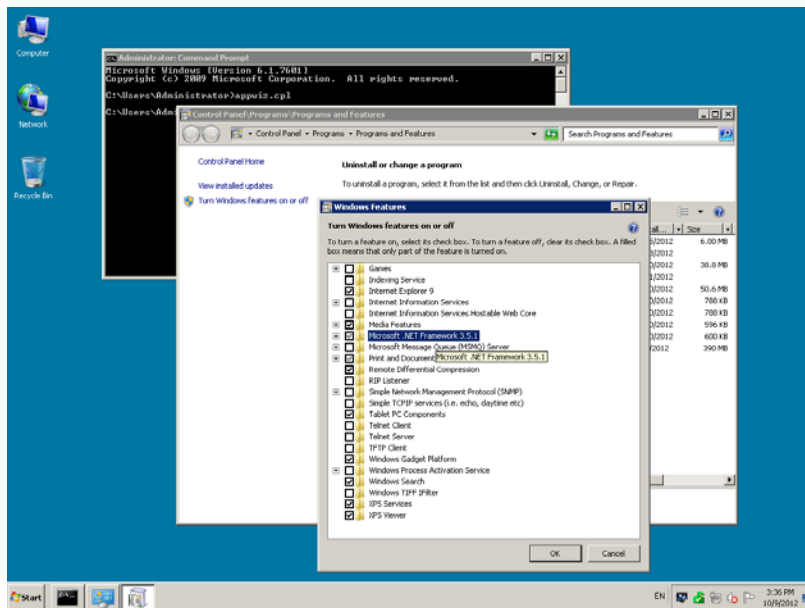 Computer
Network
Recycle Bin
Administrator: Command Prompt
Microsoft Windows [Version 6.1.7601]
Copyright (c) 2009 Microsoft Corporation.  All rights reserved.
C:\Users\Administrator>appwiz.cpl
C:\Users\Adm
Control Panel\Programs\Programs and Features
Control Panel Programs Programs and Features
Search Programs and Features
Control Panel Home
View installed updates
Turn Windows features on or off
Uninstall or change a program
To uninstall a program, select it from the list and then click Uninstall, Change, or Repair.
Size
/2012 6.00 MB
/2012
/2012 38.8 MB
/2012
/2012 50.6 MB
/2012 788 KB
/2012 788 KB
/2012 596 KB
/2012 600 KB
/2012 390 MB
Windows Features
Turn Windows features on or off
To turn a feature on, select its check box. To turn a feature off, clear its check box. A filled
box means that only part of the feature is turned on.
Games
Indexing Service
Internet Explorer 9
Internet Information Services
Internet Information Services Hostable Web Core
Media Features
Microsoft .NET Framework 3.5.1
Microsoft Message Queue (MSMQ) Server
Print and Document
Microsoft .NET Framework 3.5.1
Remote Differential Compression
RIP Listener
Simple Network Management Protocol (SNMP)
Simple TCPIP services (i.e. echo, daytime etc)
Tablet PC Components
Telnet Client
Telnet Server
TFTP Client
Windows Gadget Platform
Windows Process Activation Service
Windows Search
Windows TIFF IFilter
XPS Services
XPS Viewer
OK
Cancel
Start
EN
3:36 PM
10/9/2012